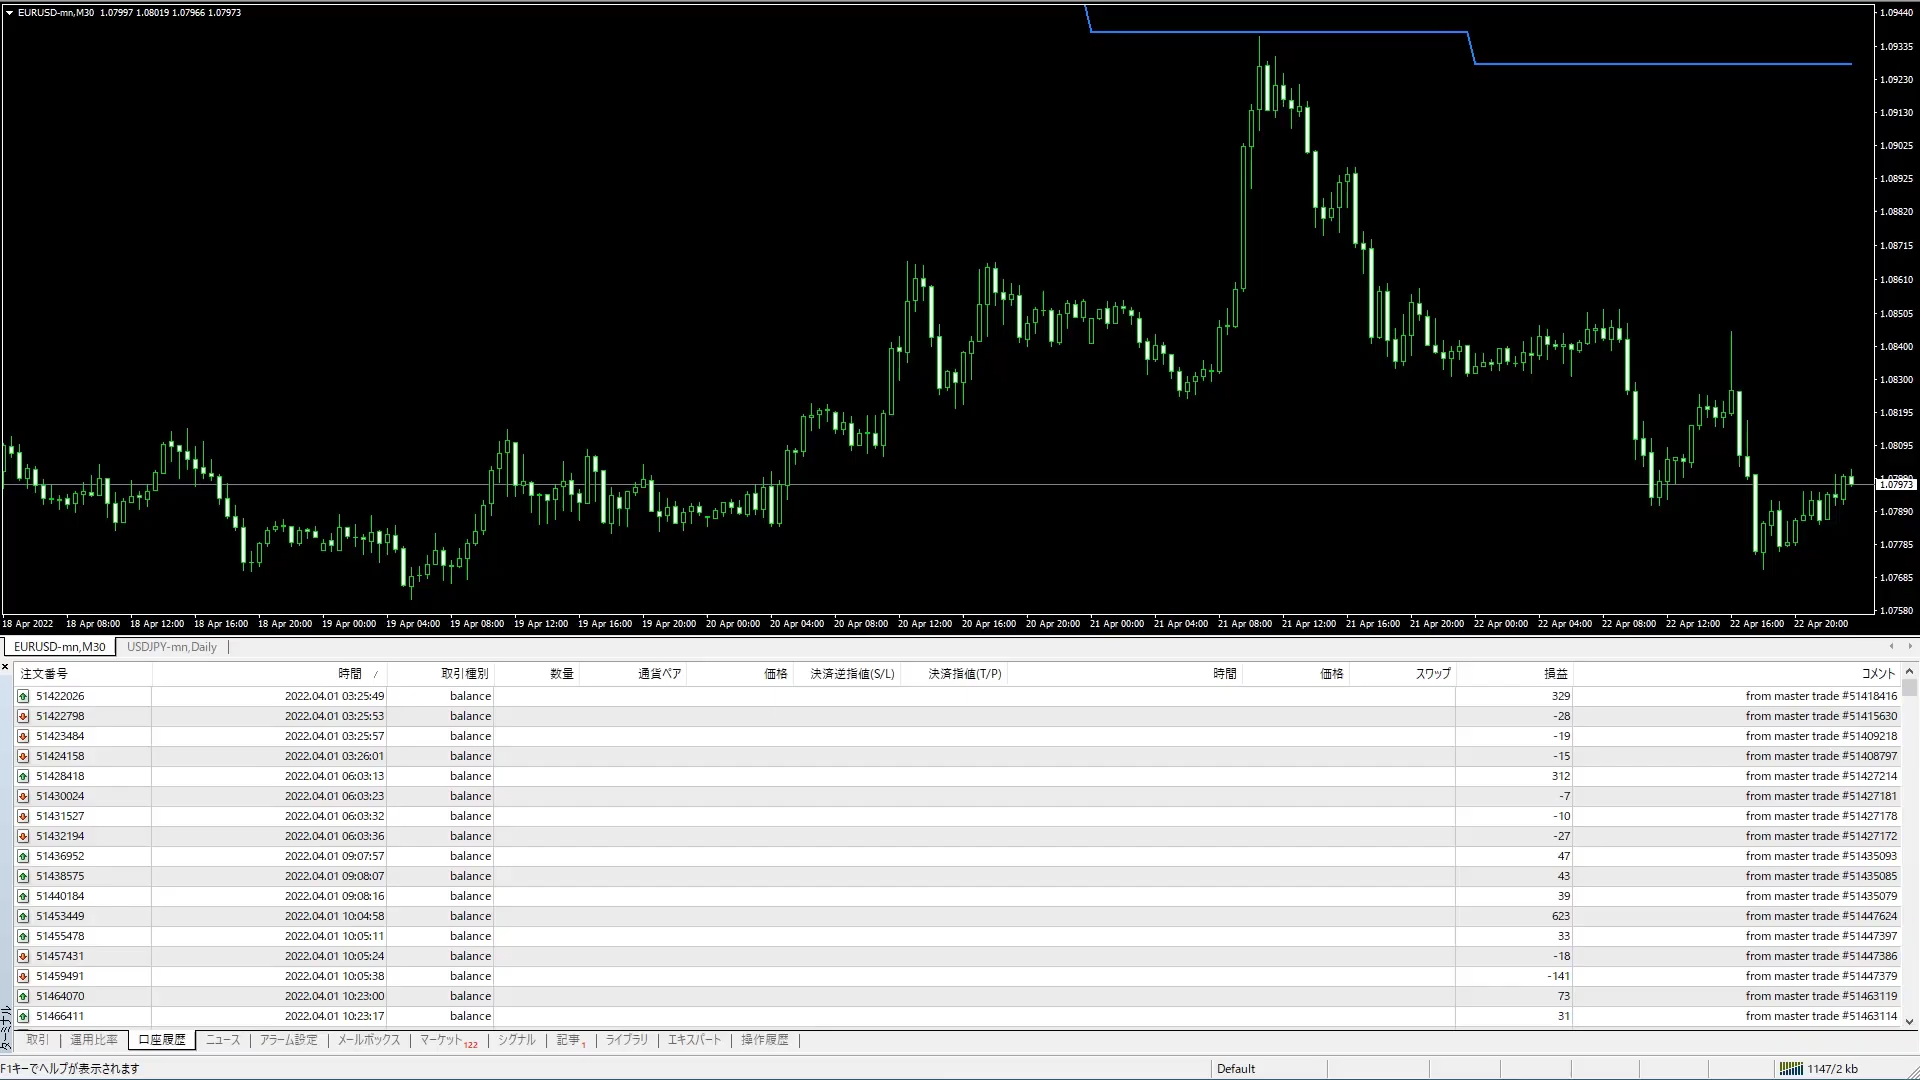 EURUSD-mn,M30 1.07997 1.08019 1.07966 1.07973
1.09440
1.09335
1.09230
1.09130
1.09025
1.08925
1.08820
1.08715
1.08610
1.08505
1.08400
1.08300
1.08195
1.08095
1.07973
1.07890
1.07785
1.07685
1.07580
18 Apr 2022 18 Apr 08:00 18 Apr 12:00 18 Apr 16:00 18 Apr 20:00 19 Apr 00:00 19 Apr 04:00 19 Apr 08:00 19 Apr 12:00 19 Apr 16:00 19 Apr 20:00 20 Apr 00:00 20 Apr 04:00 20 Apr 08:00 20 Apr 12:00 20 Apr 16:00 20 Apr 20:00 21 Apr 00:00 21 Apr 04:00 21 Apr 08:00 21 Apr 12:00 21 Apr 16:00 21 Apr 20:00 22 Apr 00:00 22 Apr 04:00 22 Apr 08:00 22 Apr 12:00 22 Apr 16:00 22 Apr 20:00
EURUSD-mn,M30 USDJPY-mn,Daily
注文番号 時間 / 取引種別 数量 通貨ペア 価格 決済逆指値(S/L) 決済指値(T/P) 時間 価格 スワップ 損益 コメント
51422026 2022.04.01 03:25:49 balance 329 from master trade #51418416
51422798 2022.04.01 03:25:53 balance -28 from master trade #51415630
51423484 2022.04.01 03:25:57 balance -19 from master trade #51409218
51424158 2022.04.01 03:26:01 balance -15 from master trade #51408797
51428418 2022.04.01 06:03:13 balance 312 from master trade #51427214
51430024 2022.04.01 06:03:23 balance -7 from master trade #51427181
51431527 2022.04.01 06:03:32 balance -10 from master trade #51427178
51432194 2022.04.01 06:03:36 balance -27 from master trade #51427172
51436952 2022.04.01 09:07:57 balance 47 from master trade #51435093
51438575 2022.04.01 09:08:07 balance 43 from master trade #51435085
51440184 2022.04.01 09:08:16 balance 39 from master trade #51435079
51453449 2022.04.01 10:04:58 balance 623 from master trade #51447624
51455478 2022.04.01 10:05:11 balance 33 from master trade #51447397
51457431 2022.04.01 10:05:24 balance -18 from master trade #51447386
51459491 2022.04.01 10:05:38 balance -141 from master trade #51447379
51464070 2022.04.01 10:23:00 balance 73 from master trade #51463119
51466411 2022.04.01 10:23:17 balance 31 from master trade #51463114
ターミナル
取引 運用比率 口座履歴 ニュース アラーム設定 メールボックス マーケット122 シグナル 記事1 ライブラリ エキスパート 操作履歴
F1キーでヘルプが表示されます Default 1147/2 kb